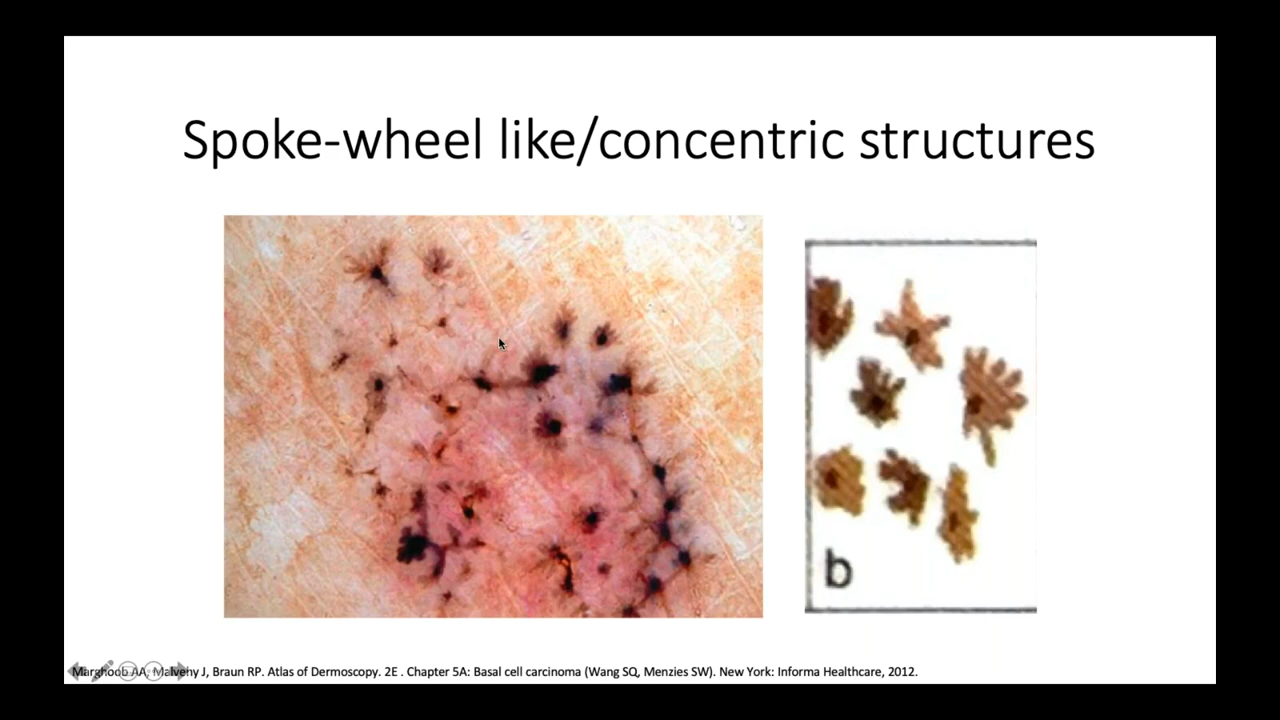 Spoke-wheel like/concentric structures
b
Marghoob AA, Malvehy J, Braun RP. Atlas of Dermoscopy. 2E . Chapter 5A: Basal cell carcinoma (Wang SQ, Menzies SW). New York: Informa Healthcare, 2012.